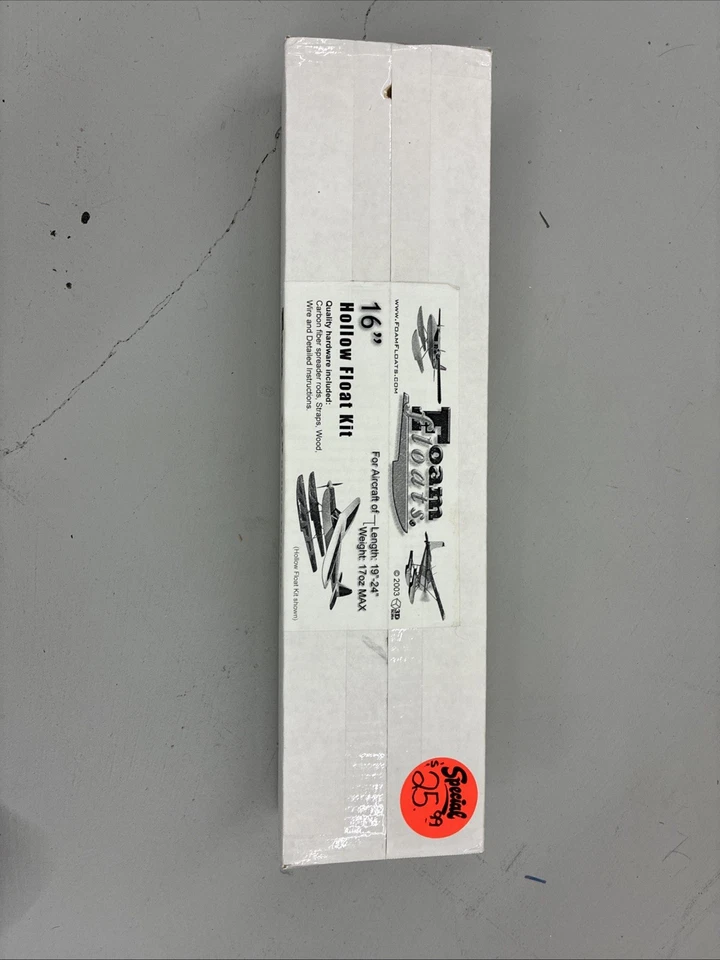 Foam
floats.
www.FoamFloats.com
© 2003 3D
16”
Hollow Float Kit
For Aircraft of
Length: 19"-24"
Weight: 17oz MAX
Quality hardware included:
Carbon fiber spreader rods, Straps, Wood,
Wire and Detailed Instructions.
(Hollow Float Kit shown)
Special
25.99